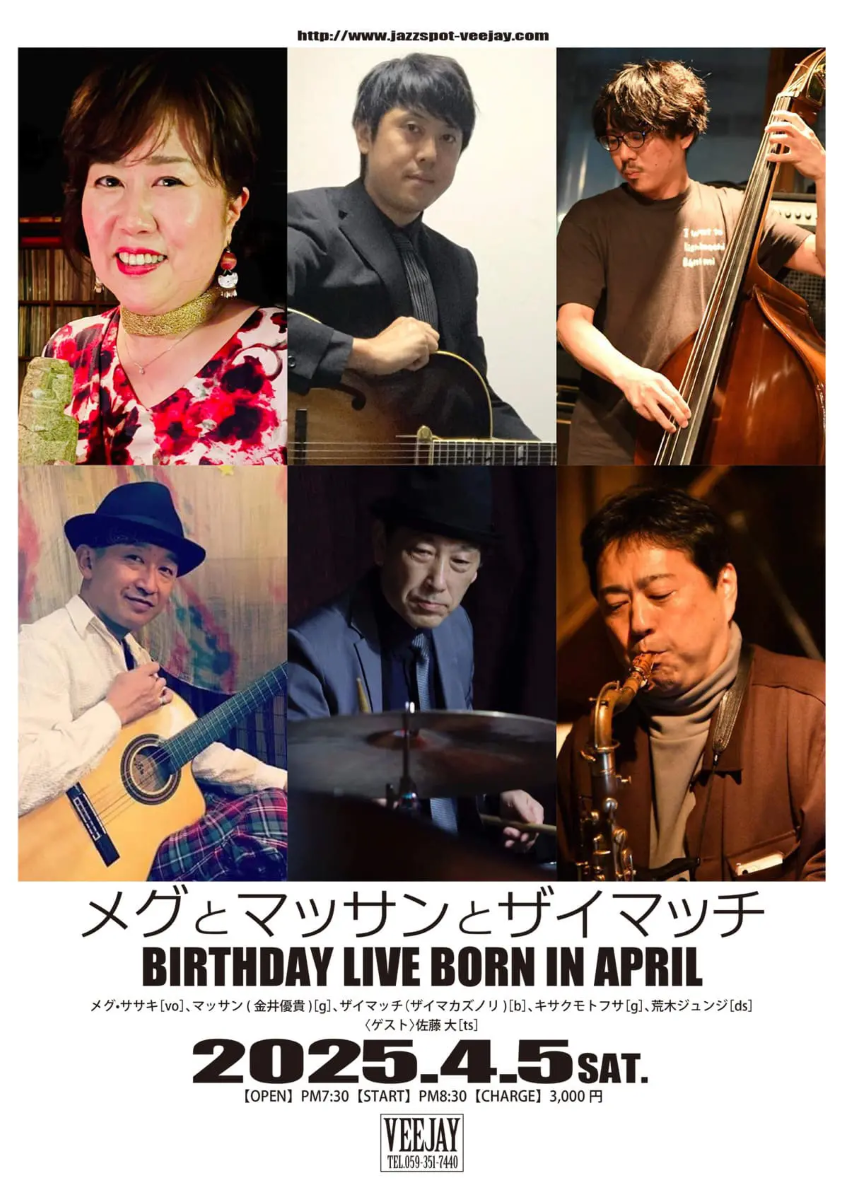 http://www.jazzspot-veejay.com
メグとマッサンとザイマッチ
BIRTHDAY LIVE BORN IN APRIL
メグ・ササキ[vo]、マッサン(金井優貴)[g]、ザイマッチ(ザイマカズノリ)[b]、キサクモトフサ[g]、荒木ジュンジ[ds]
〈ゲスト〉佐藤 大[ts]
2025.4.5 SAT.
【OPEN】PM7:30【START】PM8:30【CHARGE】3,000 円
VEEJAY
TEL.059-351-7440